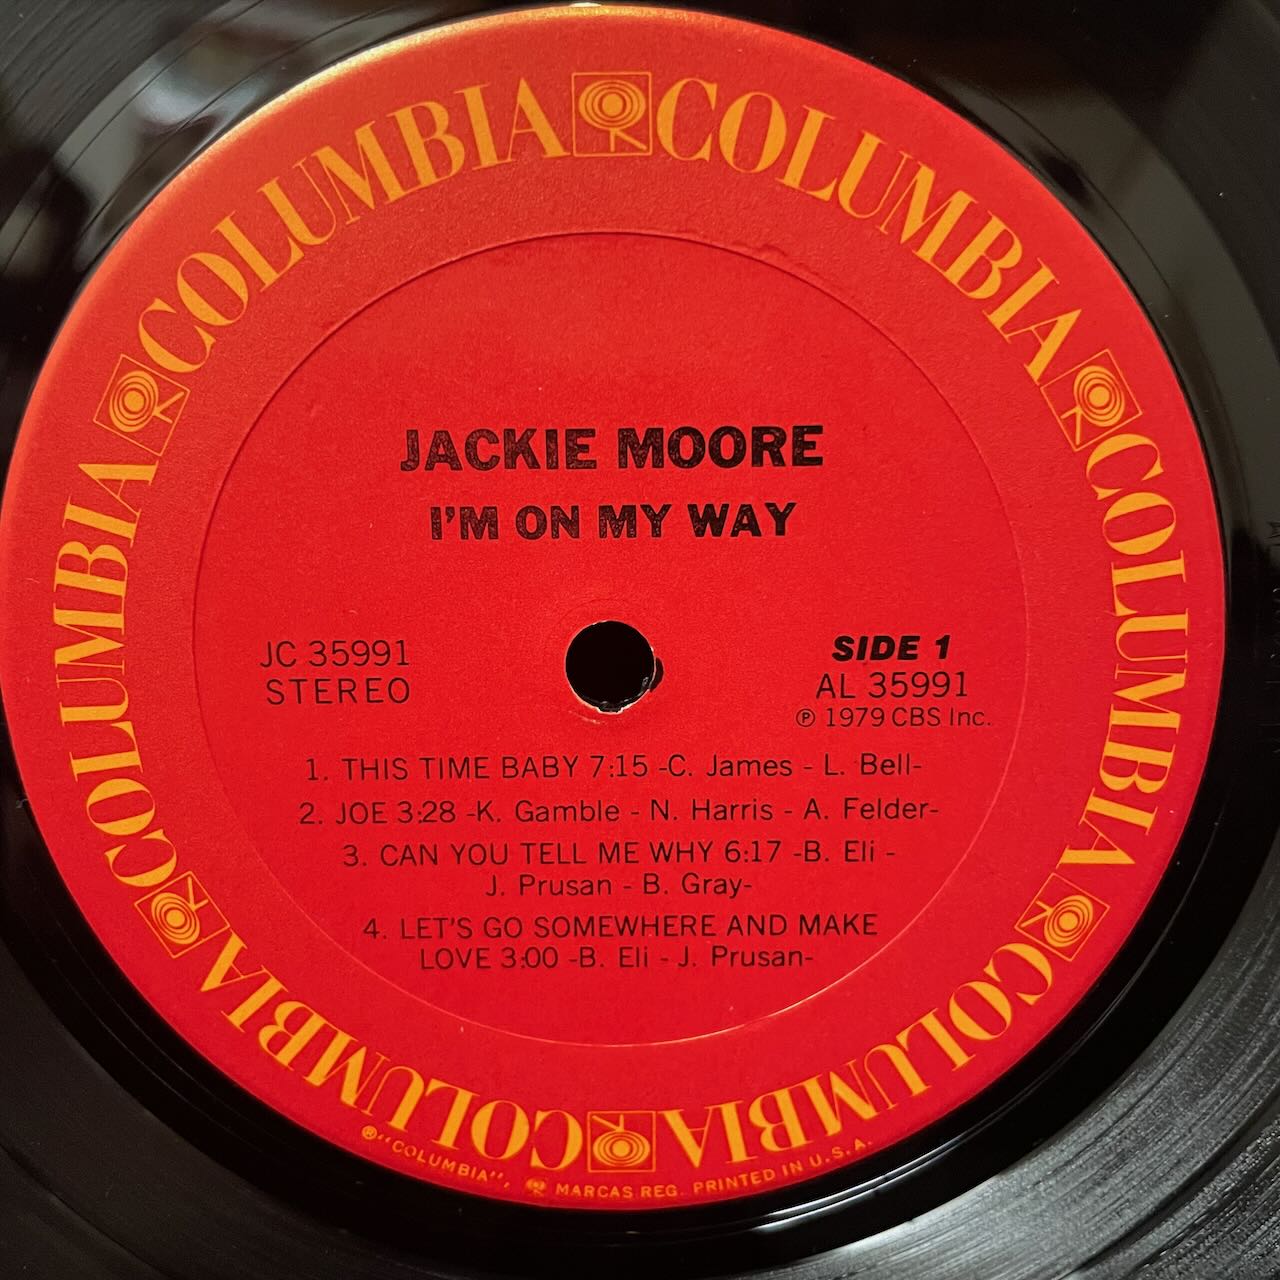 COLUMBIA COLUMBIA COLUMBIA COLUMBIA COLUMBIA COLUMBIA
JACKIE MOORE
I'M ON MY WAY
JC 35991
STEREO
SIDE 1
AL 35991
℗ 1979 CBS Inc.
1. THIS TIME BABY 7:15 -C. James - L. Bell-
2. JOE 3:28 -K. Gamble - N. Harris - A. Felder-
3. CAN YOU TELL ME WHY 6:17 -B. Eli -
J. Prusan - B. Gray-
4. LET'S GO SOMEWHERE AND MAKE
LOVE 3:00 -B. Eli - J. Prusan-
®"COLUMBIA", MARCAS REG. PRINTED IN U.S.A.